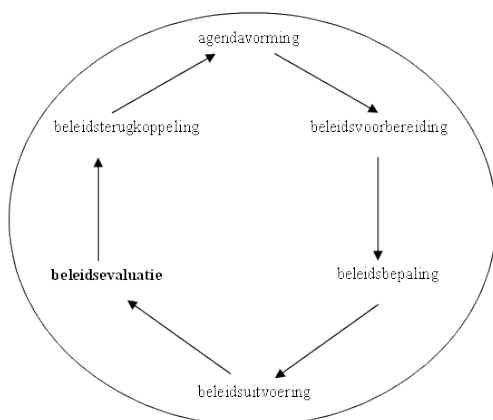 agendavorming
beleidsterugkoppeling
beleidsvoorbereiding
beleidsevaluatie
beleidsbepaling
beleidsuitvoering